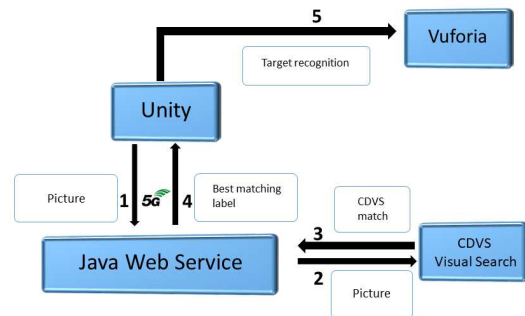 5
Vuforia
Target recognition
Unity
Picture
1
5G
4
Best matching
label
CDVS
match
3
Java Web Service
CDVS
Visual Search
2
Picture